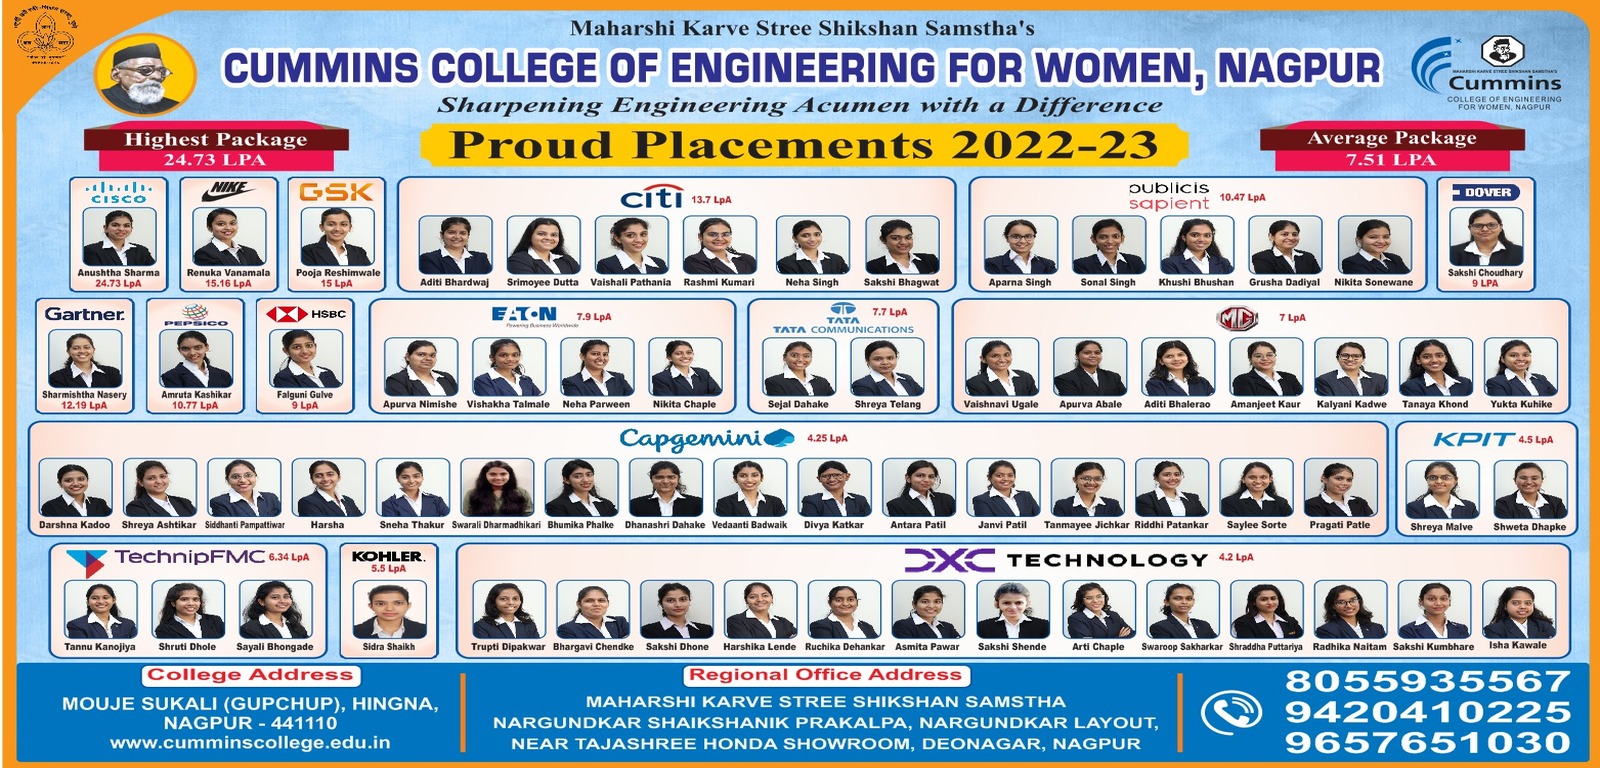 Maharshi Karve Stree Shikshan Samstha's
CUMMINS COLLEGE OF ENGINEERING FOR WOMEN, NAGPUR
Sharpening Engineering Acumen with a Difference
MAHARSHI KARVE STREE SHIKSHAN SAMSTHA'S
Cummins
COLLEGE OF ENGINEERING
FOR WOMEN, NAGPUR
Highest Package
24.73 LPA
Proud Placements 2022-23
Average Package
7.51 LPA
CISCO
Anushtha Sharma
24.73 LpA
NIKE
Renuka Vanamala
15.16 LpA
GSK
Pooja Reshimwale
15 LpA
citi 13.7 LpA
Aditi Bhardwaj Srimoyee Dutta Vaishali Pathania Rashmi Kumari Neha Singh Sakshi Bhagwat
publicis
sapient 10.47 LpA
Aparna Singh Sonal Singh Khushi Bhushan Grusha Dadiyal Nikita Sonewane
DOVER
Sakshi Choudhary
9 LPA
Gartner
Sharmishtha Nasery
12.19 LpA
PEPSICO
Amruta Kashikar
10.77 LpA
HSBC
Falguni Gulve
9 LpA
EATON 7.9 LpA
Powering Business Worldwide
Apurva Nimishe Vishakha Talmale Neha Parween Nikita Chaple
TATA 7.7 LpA
TATA COMMUNICATIONS
Sejal Dahake Shreya Telang
MG 7 LpA
Vaishnavi Ugale Apurva Abale Aditi Bhalerao Amanjeet Kaur Kalyani Kadwe Tanaya Khond Yukta Kuhike
Capgemini 4.25 LpA
Darshna Kadoo Shreya Ashtikar Siddhanti Pampattiwar Harsha Sneha Thakur Swarali Dharmadhikari Bhumika Phalke Dhanashri Dahake Vedaanti Badwaik Divya Katkar Antara Patil Janvi Patil Tanmayee Jichkar Riddhi Patankar Saylee Sorte Pragati Patle
KPIT 4.5 LpA
Shreya Malve Shweta Dhapke
TechnipFMC 6.34 LpA
Tannu Kanojiya Shruti Dhole Sayali Bhongade
KOHLER.
5.5 LpA
Sidra Shaikh
DXC TECHNOLOGY 4.2 LpA
Trupti Dipakwar Bhargavi Chendke Sakshi Dhone Harshika Lende Ruchika Dehankar Asmita Pawar Sakshi Shende Arti Chaple Swaroop Sakharkar Shraddha Puttariya Radhika Naitam Sakshi Kumbhare Isha Kawale
College Address
MOUJE SUKALI (GUPCHUP), HINGNA,
NAGPUR - 441110
www.cumminscollege.edu.in
Regional Office Address
MAHARSHI KARVE STREE SHIKSHAN SAMSTHA
NARGUNDKAR SHAIKSHANIK PRAKALPA, NARGUNDKAR LAYOUT,
NEAR TAJASHREE HONDA SHOWROOM, DEONAGAR, NAGPUR
8055935567
9420410225
9657651030